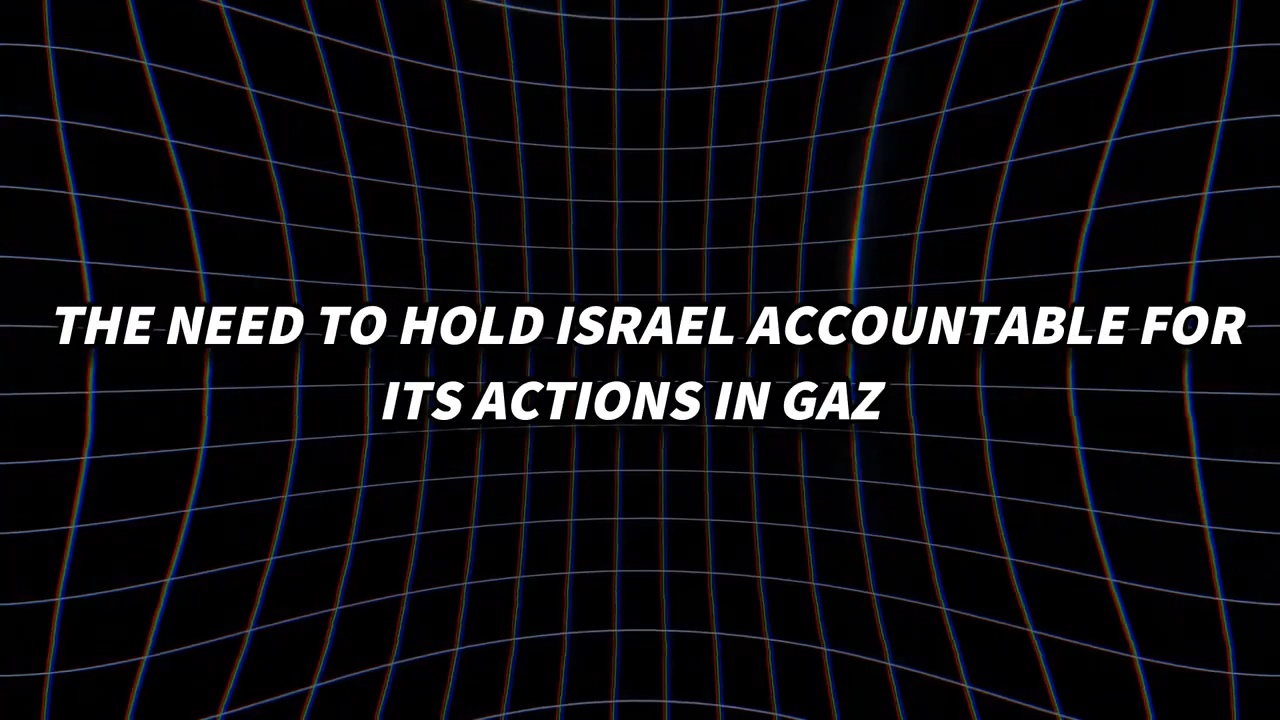 THE NEED TO HOLD ISRAEL ACCOUNTABLE FOR
ITS ACTIONS IN GAZ